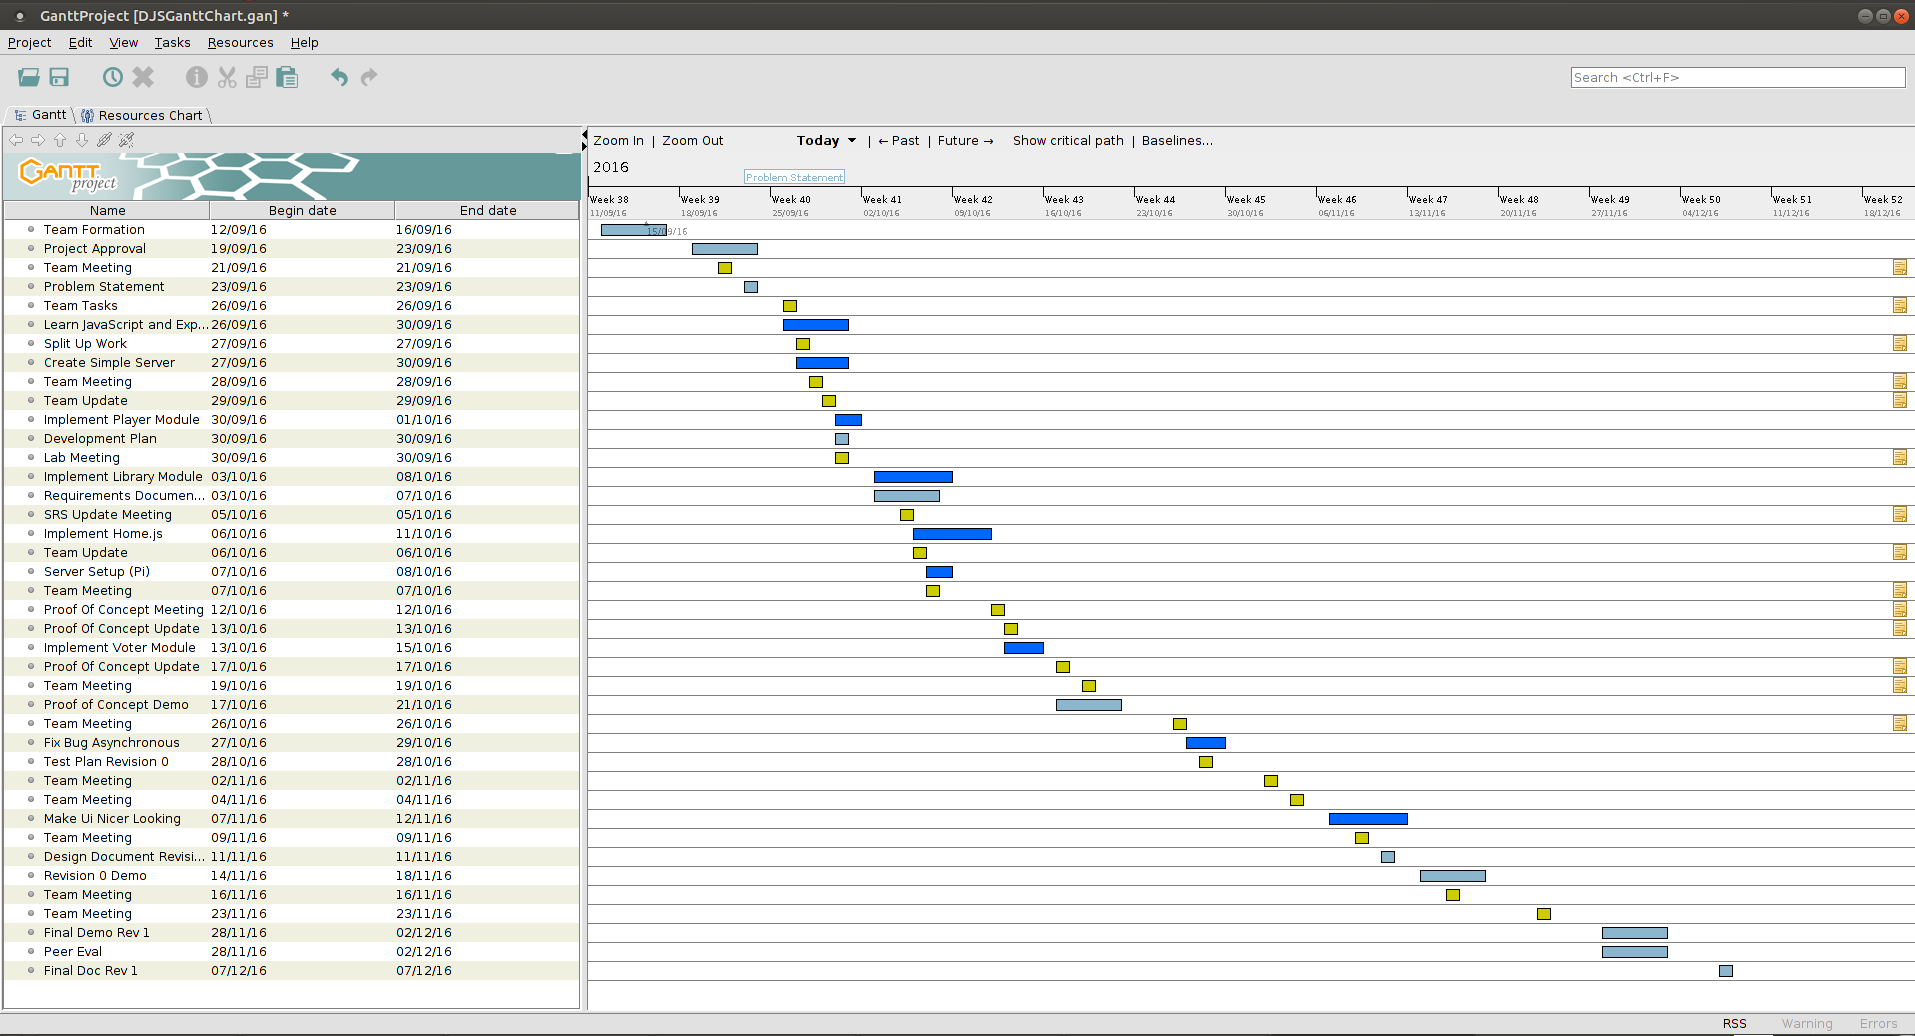 GanttProject [DJSGanttChart.gan] *
Project Edit View Tasks Resources Help
Search <Ctrl+F>
Gantt Resources Chart
Zoom In | Zoom Out Today | ← Past | Future → Show critical path | Baselines...
GANTT project
2016
Problem Statement
Week 38 Week 39 Week 40 Week 41 Week 42 Week 43 Week 44 Week 45 Week 46 Week 47 Week 48 Week 49 Week 50 Week 51 Week 52
11/09/16 18/09/16 25/09/16 02/10/16 09/10/16 16/10/16 23/10/16 30/10/16 06/11/16 13/11/16 20/11/16 27/11/16 04/12/16 11/12/16 18/12/16
Name Begin date End date
Team Formation 12/09/16 16/09/16 15/09/16
Project Approval 19/09/16 23/09/16
Team Meeting 21/09/16 21/09/16
Problem Statement 23/09/16 23/09/16
Team Tasks 26/09/16 26/09/16
Learn JavaScript and Exp... 26/09/16 30/09/16
Split Up Work 27/09/16 27/09/16
Create Simple Server 27/09/16 30/09/16
Team Meeting 28/09/16 28/09/16
Team Update 29/09/16 29/09/16
Implement Player Module 30/09/16 01/10/16
Development Plan 30/09/16 30/09/16
Lab Meeting 30/09/16 30/09/16
Implement Library Module 03/10/16 08/10/16
Requirements Documen... 03/10/16 07/10/16
SRS Update Meeting 05/10/16 05/10/16
Implement Home.js 06/10/16 11/10/16
Team Update 06/10/16 06/10/16
Server Setup (Pi) 07/10/16 08/10/16
Team Meeting 07/10/16 07/10/16
Proof Of Concept Meeting 12/10/16 12/10/16
Proof Of Concept Update 13/10/16 13/10/16
Implement Voter Module 13/10/16 15/10/16
Proof Of Concept Update 17/10/16 17/10/16
Team Meeting 19/10/16 19/10/16
Proof of Concept Demo 17/10/16 21/10/16
Team Meeting 26/10/16 26/10/16
Fix Bug Asynchronous 27/10/16 29/10/16
Test Plan Revision 0 28/10/16 28/10/16
Team Meeting 02/11/16 02/11/16
Team Meeting 04/11/16 04/11/16
Make Ui Nicer Looking 07/11/16 12/11/16
Team Meeting 09/11/16 09/11/16
Design Document Revisi... 11/11/16 11/11/16
Revision 0 Demo 14/11/16 18/11/16
Team Meeting 16/11/16 16/11/16
Team Meeting 23/11/16 23/11/16
Final Demo Rev 1 28/11/16 02/12/16
Peer Eval 28/11/16 02/12/16
Final Doc Rev 1 07/12/16 07/12/16
RSS Warning Errors